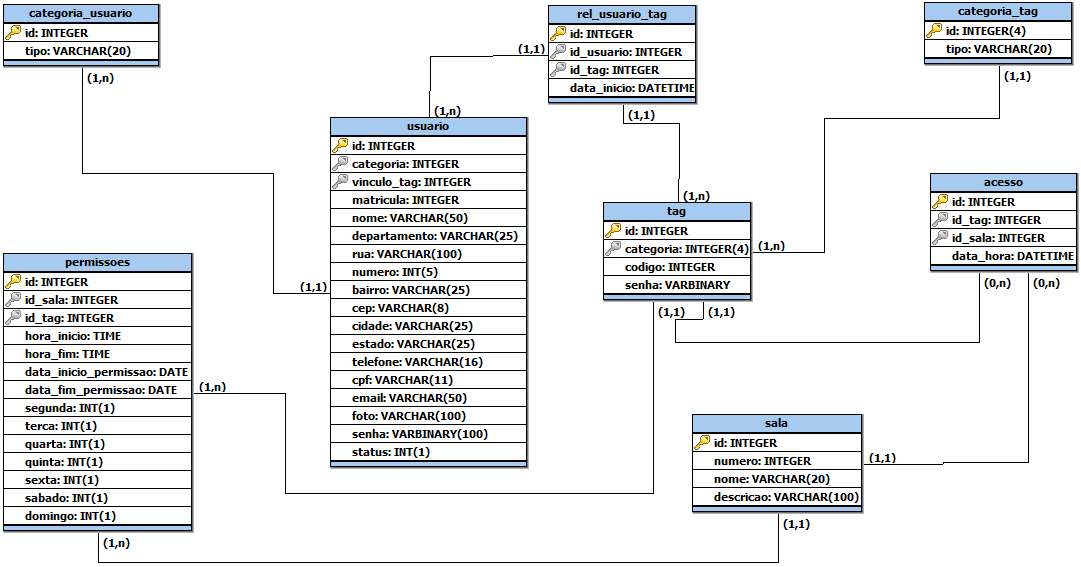 categoria_usuario
id: INTEGER
tipo: VARCHAR(20)
(1,n)
rel_usuario_tag
id: INTEGER
id_usuario: INTEGER
id_tag: INTEGER
data_inicio: DATETIME
(1,1)
(1,1)
categoria_tag
id: INTEGER(4)
tipo: VARCHAR(20)
(1,1)
(1,n)
usuario
id: INTEGER
categoria: INTEGER
vinculo_tag: INTEGER
matricula: INTEGER
nome: VARCHAR(50)
departamento: VARCHAR(25)
rua: VARCHAR(100)
numero: INT(5)
bairro: VARCHAR(25)
cep: VARCHAR(8)
cidade: VARCHAR(25)
estado: VARCHAR(25)
telefone: VARCHAR(16)
cpf: VARCHAR(11)
email: VARCHAR(50)
foto: VARCHAR(100)
senha: VARBINARY(100)
status: INT(1)
(1,1)
(1,n)
tag
id: INTEGER
categoria: INTEGER(4)
codigo: INTEGER
senha: VARBINARY
(1,n)
(1,1)
(1,1)
acesso
id: INTEGER
id_tag: INTEGER
id_sala: INTEGER
data_hora: DATETIME
(0,n)
(0,n)
permissoes
id: INTEGER
id_sala: INTEGER
id_tag: INTEGER
hora_inicio: TIME
hora_fim: TIME
data_inicio_permissao: DATE
data_fim_permissao: DATE
segunda: INT(1)
terca: INT(1)
quarta: INT(1)
quinta: INT(1)
sexta: INT(1)
sabado: INT(1)
domingo: INT(1)
(1,n)
(1,n)
sala
id: INTEGER
numero: INTEGER
nome: VARCHAR(20)
descricao: VARCHAR(100)
(1,1)
(1,1)